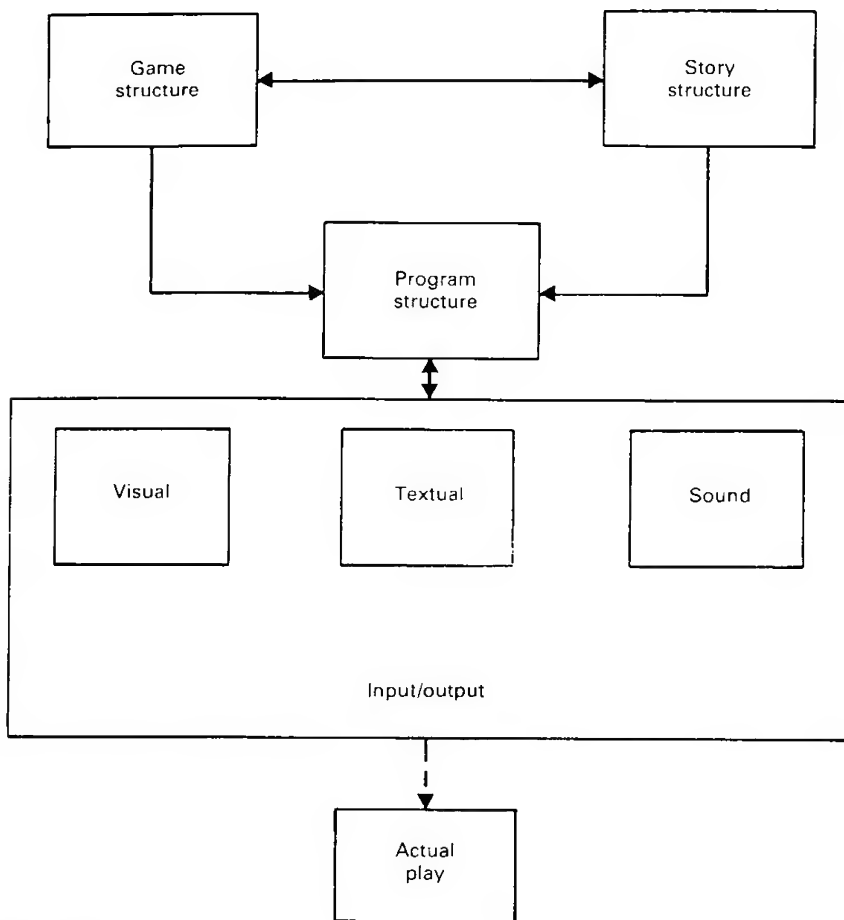 Game
structure
Story
structure
Program
structure
Visual
Textual
Sound
Input/output
Actual
play